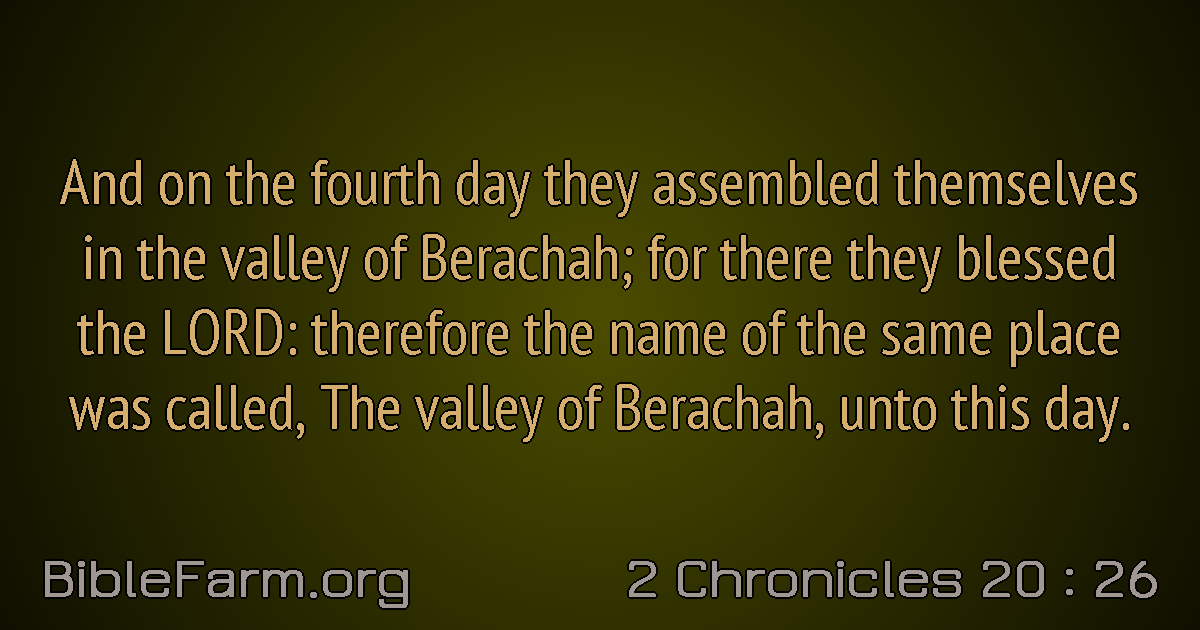 And on the fourth day they assembled themselves
in the valley of Berachah; for there they blessed
the LORD: therefore the name of the same place
was called, The valley of Berachah, unto this day.
BibleFarm.org
2 Chronicles 20 : 26